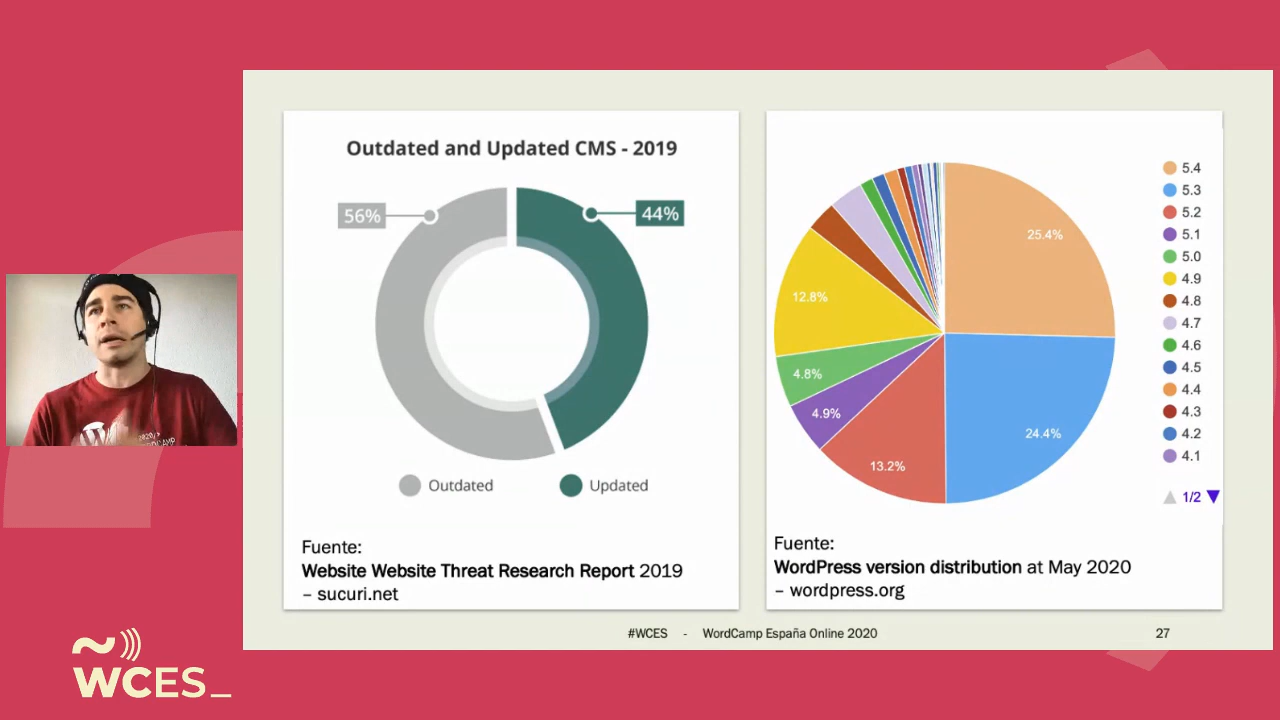 Outdated and Updated CMS - 2019
56%
44%
Outdated
Updated
Fuente:
Website Website Threat Research Report 2019
– sucuri.net
25.4%
24.4%
13.2%
4.9%
4.8%
12.8%
5.4
5.3
5.2
5.1
5.0
4.9
4.8
4.7
4.6
4.5
4.4
4.3
4.2
4.1
1/2
Fuente:
WordPress version distribution at May 2020
– wordpress.org
#WCES - WordCamp España Online 2020
27
WCES_